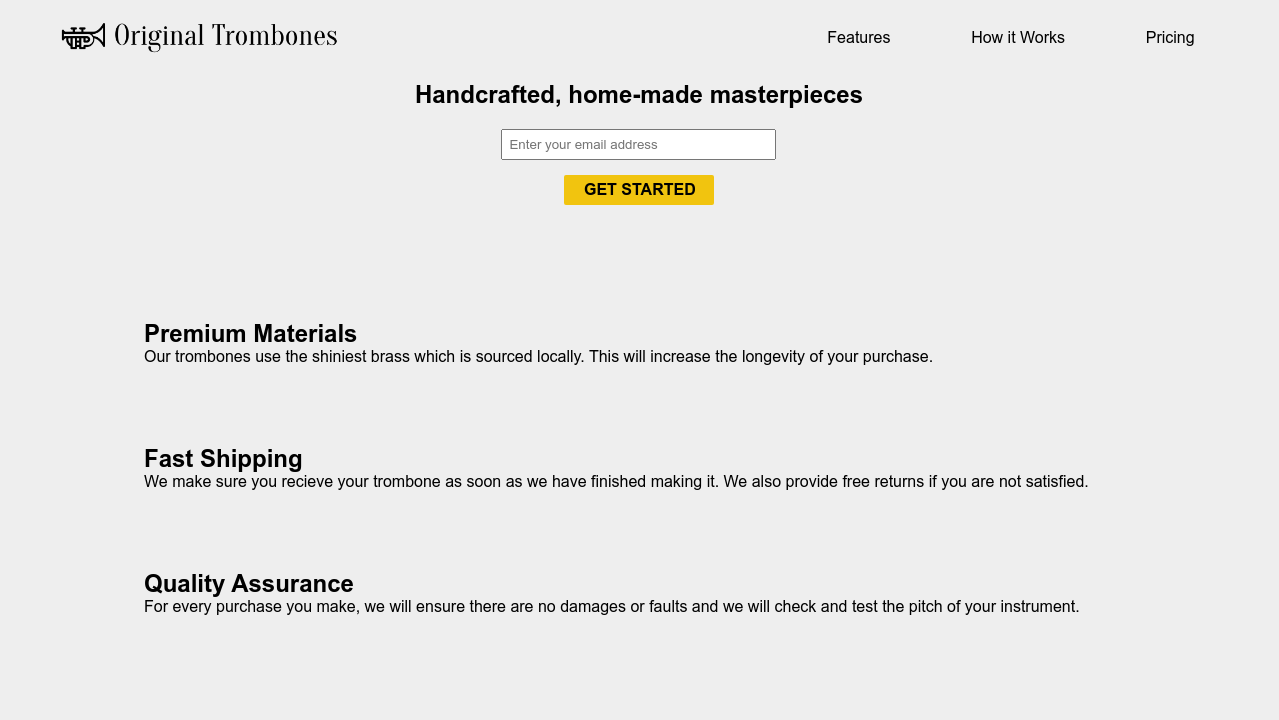 Original Trombones
Features
How it Works
Pricing
Handcrafted, home-made masterpieces
Enter your email address
GET STARTED
Premium Materials
Our trombones use the shiniest brass which is sourced locally. This will increase the longevity of your purchase.
Fast Shipping
We make sure you recieve your trombone as soon as we have finished making it. We also provide free returns if you are not satisfied.
Quality Assurance
For every purchase you make, we will ensure there are no damages or faults and we will check and test the pitch of your instrument.